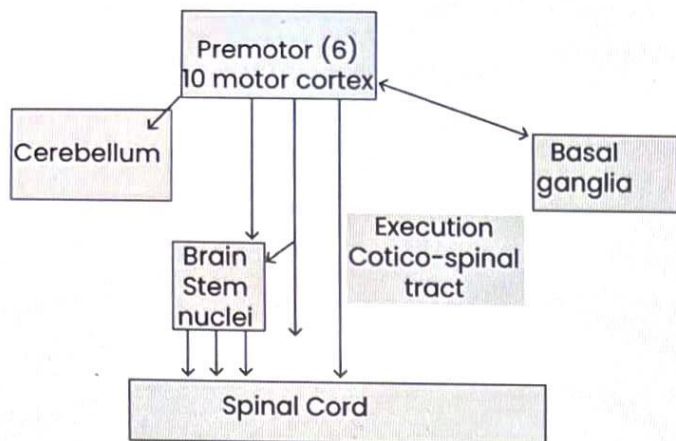 Premotor (6)
10 motor cortex
Cerebellum
Basal
ganglia
Execution
Cotico-spinal
tract
Brain
Stem
nuclei
Spinal Cord